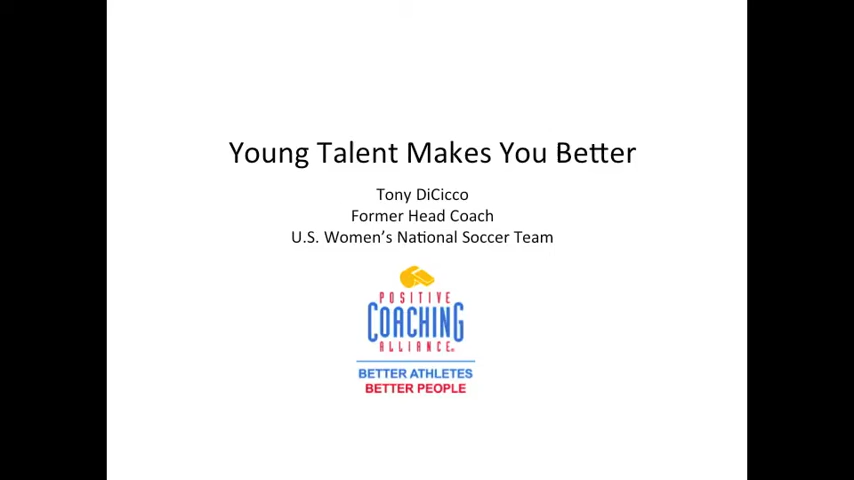 Young Talent Makes You Better
Tony DiCicco
Former Head Coach
U.S. Women's National Soccer Team
POSITIVE
COACHING
ALLIANCE®
BETTER ATHLETES
BETTER PEOPLE